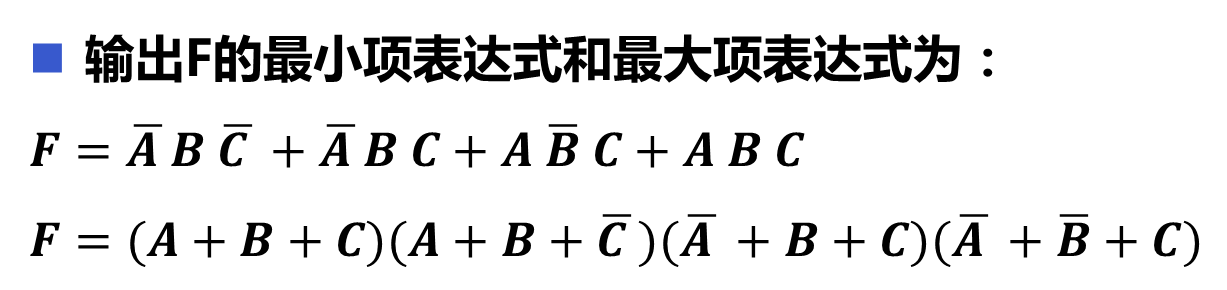 ■ 输出F的最小项表达式和最大项表达式为：
F = A̅ B C̅ + A̅ B C + A B̅ C + A B C
F = (A + B + C)(A + B + C̅)(A̅ + B + C)(A̅ + B̅ + C)